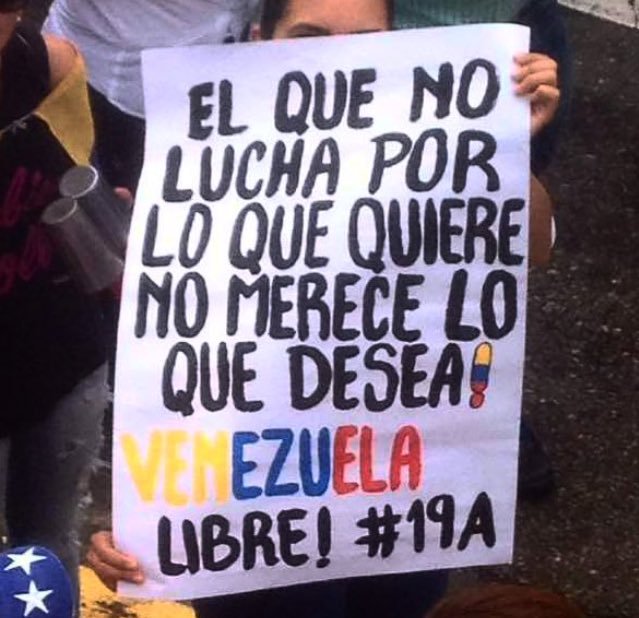 EL QUE NO
LUCHA POR
LO QUE QUIERE
NO MERECE LO
QUE DESEA!
VENEZUELA
LIBRE! #19A